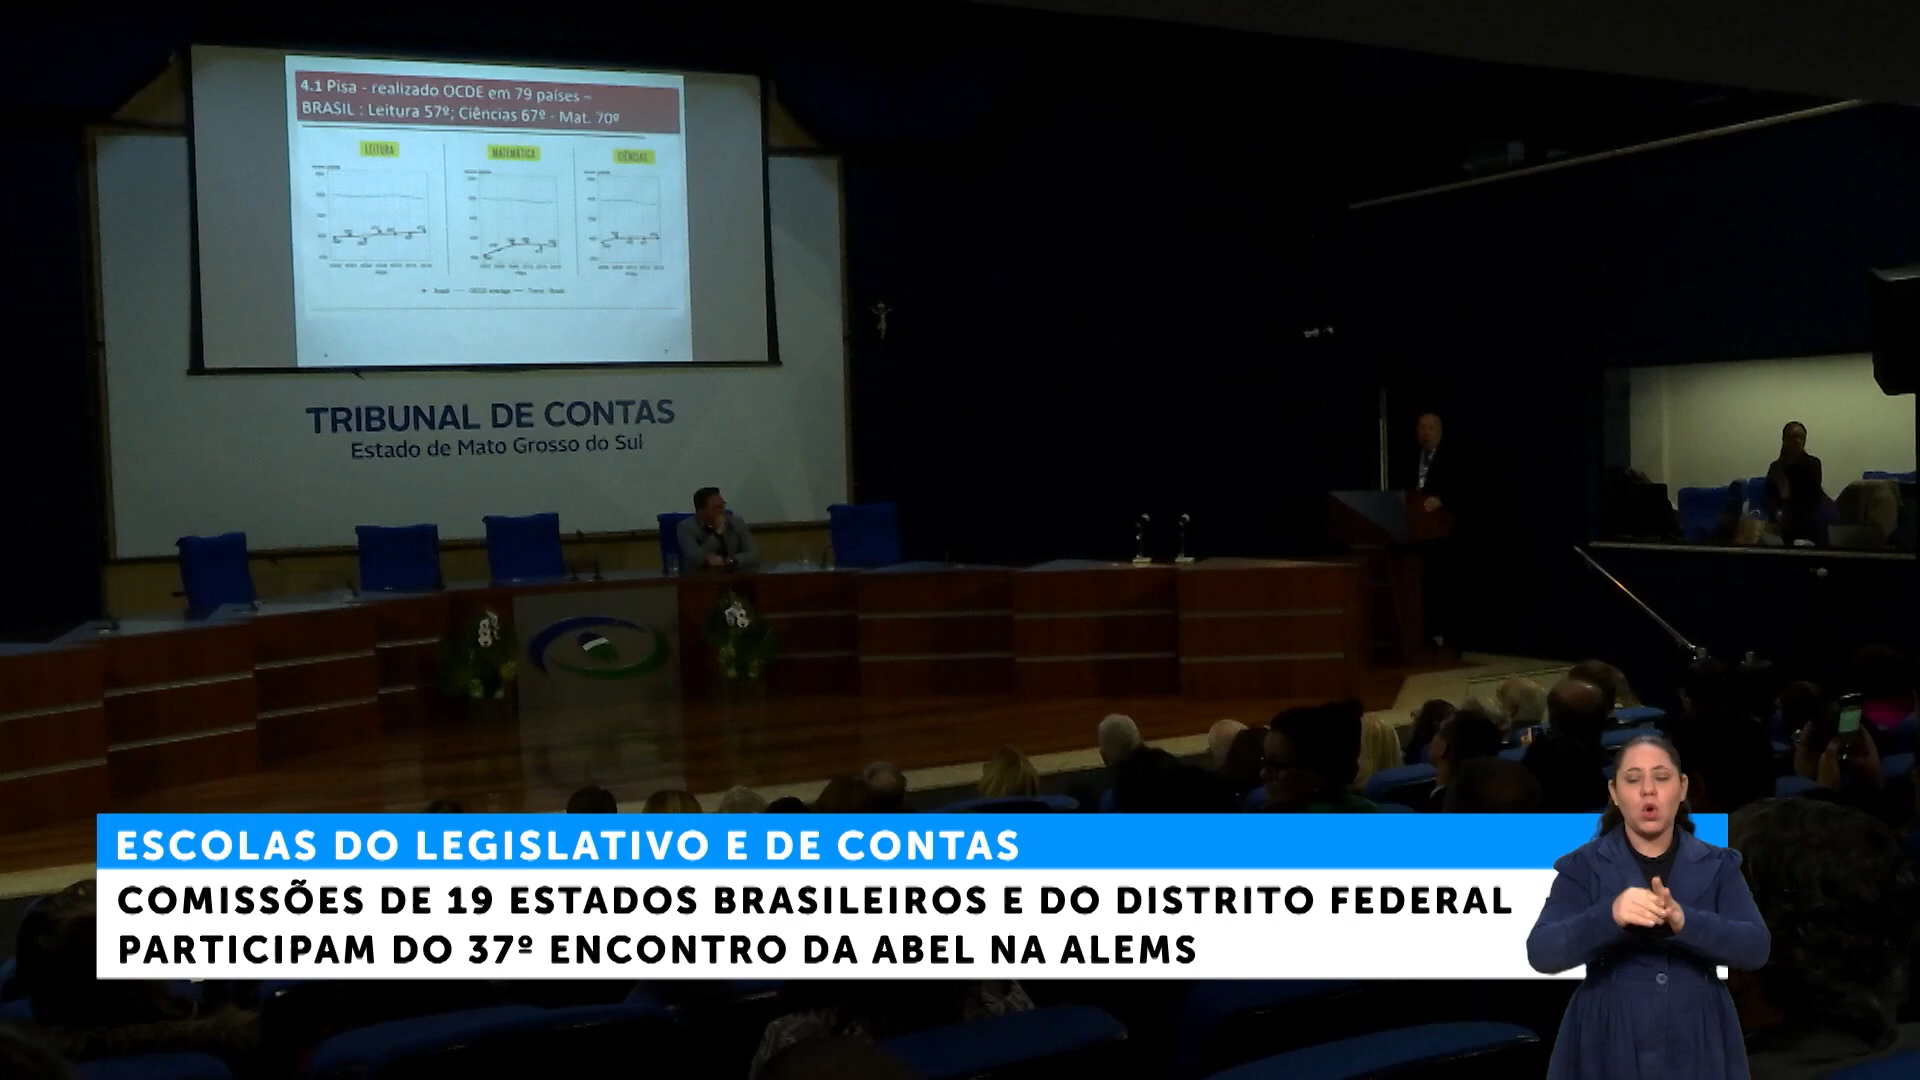 4.1 Pisa - realizado OCDE em 79 países –
BRASIL : Leitura 57º; Ciências 67º - Mat. 70º
LEITURA
MATEMÁTICA
CIÊNCIAS
TRIBUNAL DE CONTAS
Estado de Mato Grosso do Sul
ESCOLAS DO LEGISLATIVO E DE CONTAS
COMISSÕES DE 19 ESTADOS BRASILEIROS E DO DISTRITO FEDERAL
PARTICIPAM DO 37º ENCONTRO DA ABEL NA ALEMS